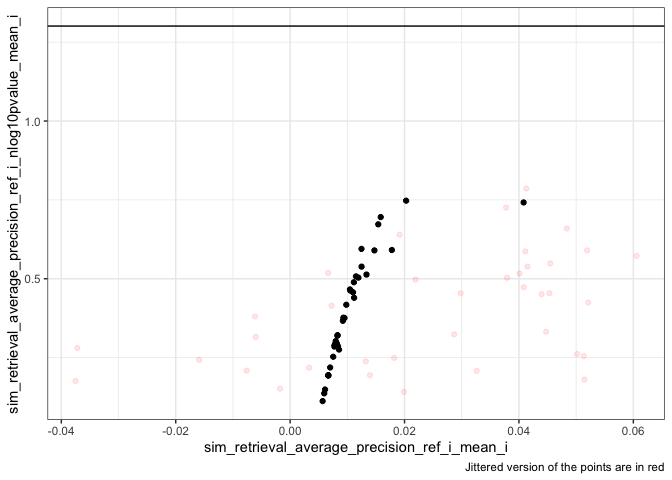 sim_retrieval_average_precision_ref_i_nlog10pvalue_mean_i
1.0
0.5
-0.04
-0.02
0.00
0.02
0.04
0.06
sim_retrieval_average_precision_ref_i_mean_i
Jittered version of the points are in red